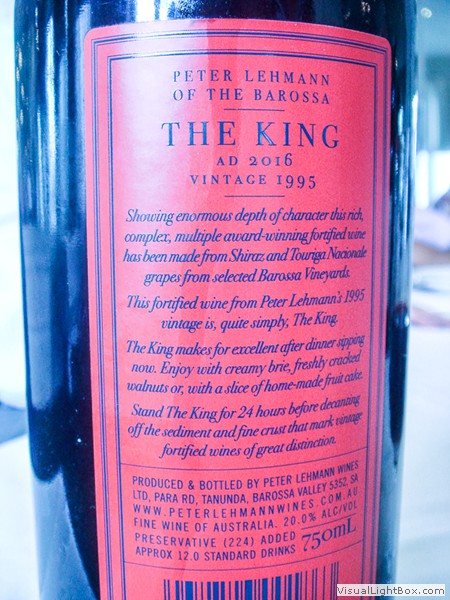 PETER LEHMANN
OF THE BAROSSA
THE KING
AD 2016
VINTAGE 1995
Showing enormous depth of character this rich,
complex, multiple award-winning fortified wine
has been made from Shiraz and Touriga Nacionale
grapes from selected Barossa Vineyards.
This fortified wine from Peter Lehmann's 1995
vintage is, quite simply, The King.
The King makes for excellent after dinner sipping
now. Enjoy with creamy brie, freshly cracked
walnuts or, with a slice of home-made fruit cake.
Stand The King for 24 hours before decanting
off the sediment and fine crust that mark vintage
fortified wines of great distinction.
PRODUCED & BOTTLED BY PETER LEHMANN WINES
LTD, PARA RD, TANUNDA, BAROSSA VALLEY 5352, SA
WWW.PETERLEHMANNWINES.COM.AU
FINE WINE OF AUSTRALIA. 20.0% ALC/VOL
PRESERVATIVE (224) ADDED 750mL
APPROX 12.0 STANDARD DRINKS
VisualLightBox.com